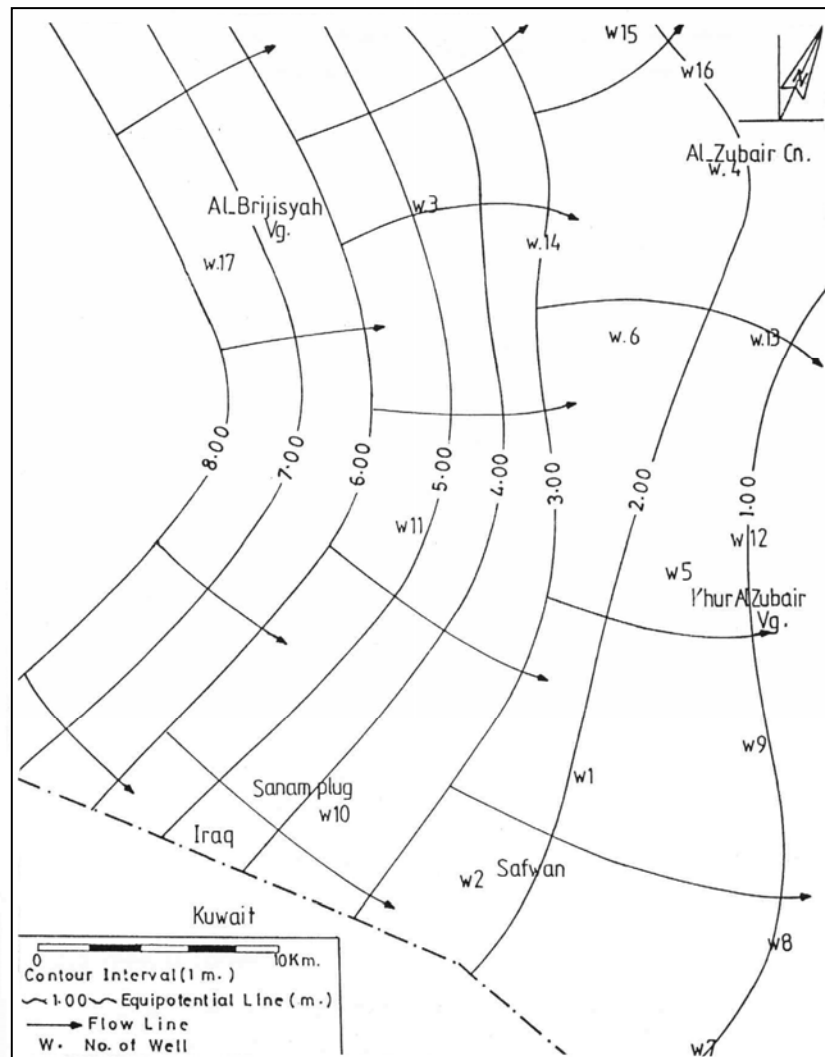 w15
w16
N
Al-Zubair Cn.
w.4
Al-Brijisyah
Vg.
w.3
w.14
w.17
w.6
w.13
8.00
7.00
6.00
5.00
4.00
3.00
2.00
1.00
w11
w12
w5
Vg.
w9
w1
Sanam plug
w10
Iraq
w2
Safwan
Kuwait
w8
w7
0
10Km.
Contour Interval (1 m.)
1.00 Equipotential Line (m.)
Flow Line
W. No. of Well